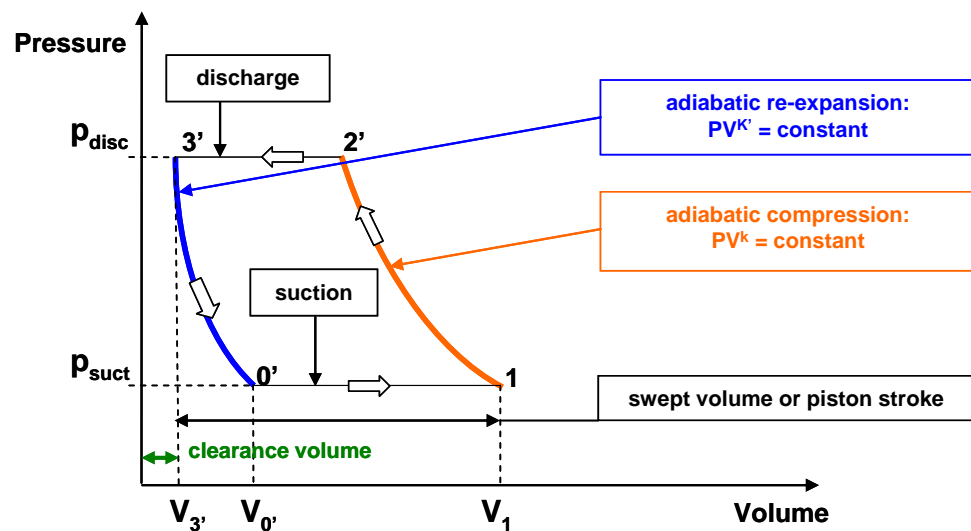 Pressure
discharge
adiabatic re-expansion:
PV^K' = constant
p_disc
3’
2’
adiabatic compression:
PV^k = constant
suction
p_suct
0’
1
swept volume or piston stroke
clearance volume
V_3'
V_0'
V_1
Volume